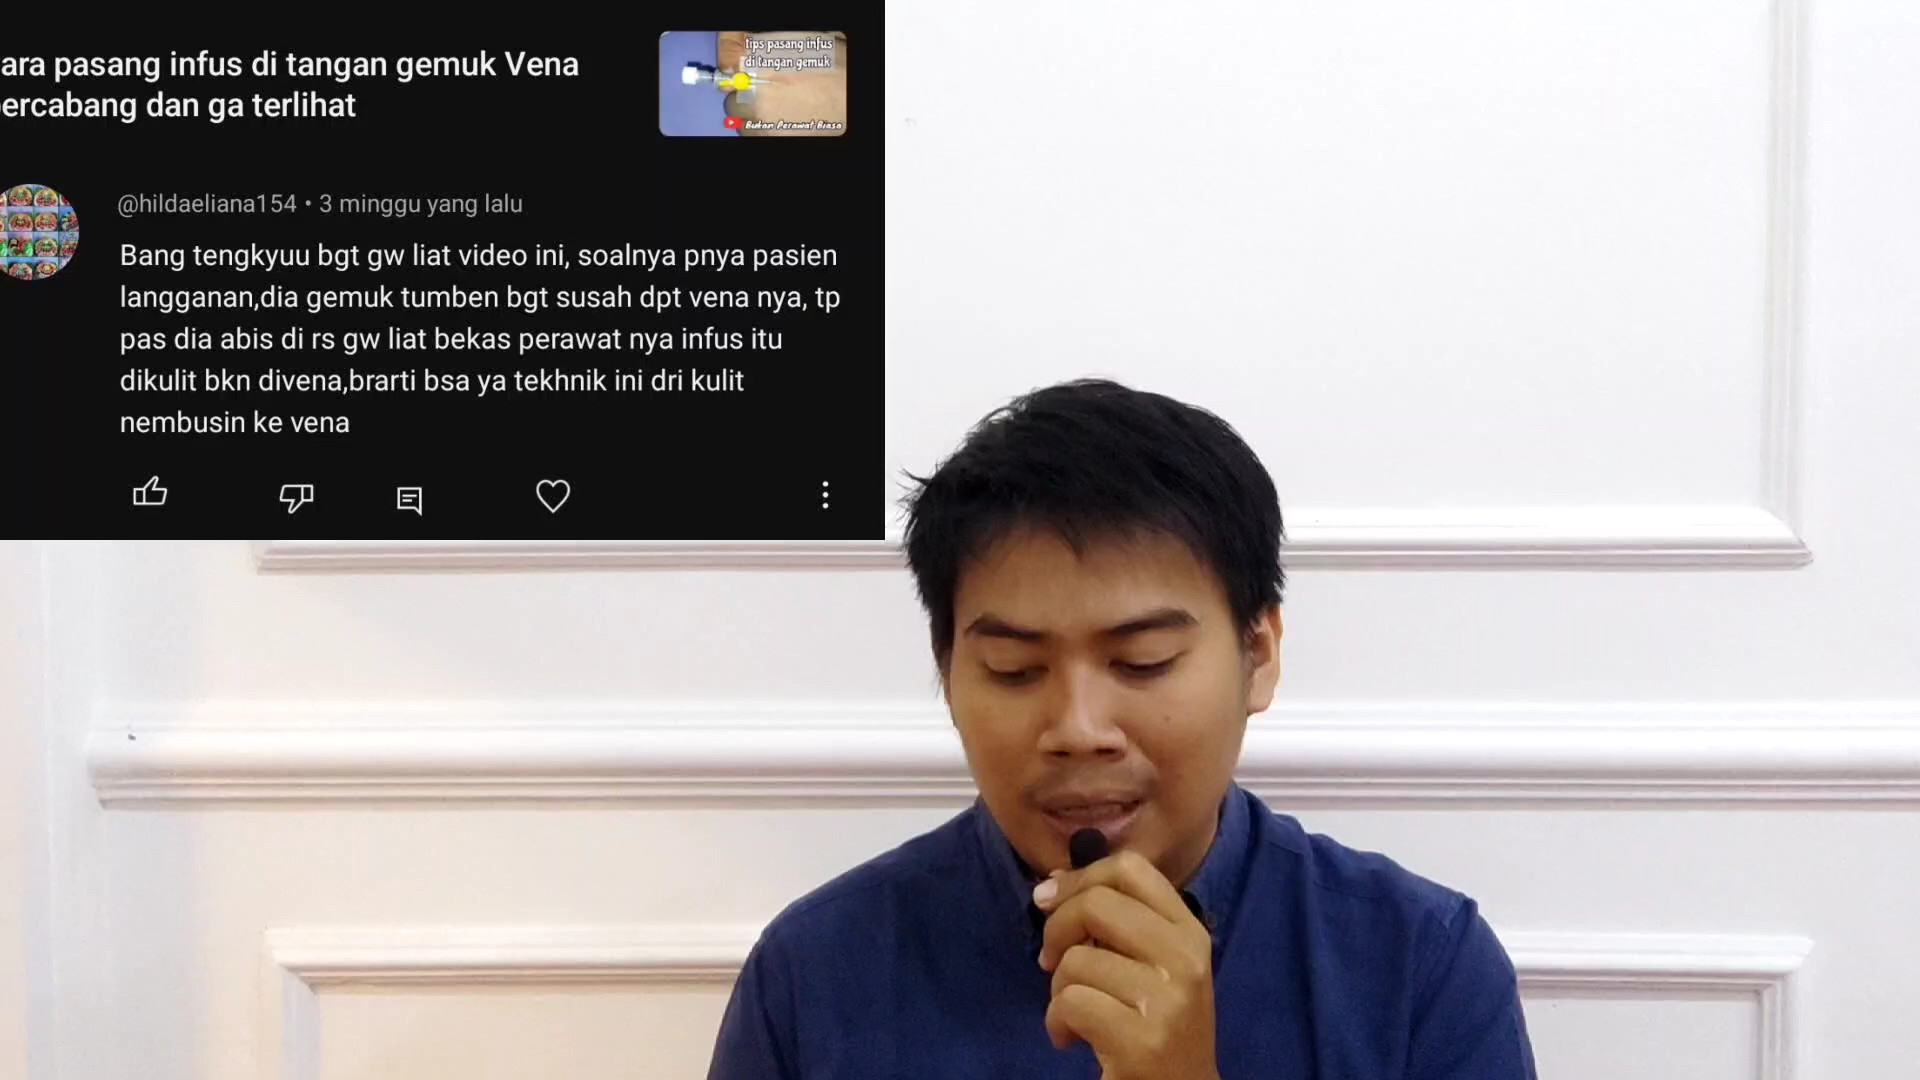 ara pasang infus di tangan gemuk Vena
ercabang dan ga terlihat
tips pasang infus
di tangan gemuk
Bukan Perawat Biasa
@hildaeliana154 • 3 minggu yang lalu
Bang tengkyuu bgt gw liat video ini, soalnya pnya pasien
langganan,dia gemuk tumben bgt susah dpt vena nya, tp
pas dia abis di rs gw liat bekas perawat nya infus itu
dikulit bkn divena,brarti bsa ya tekhnik ini dri kulit
nembusin ke vena